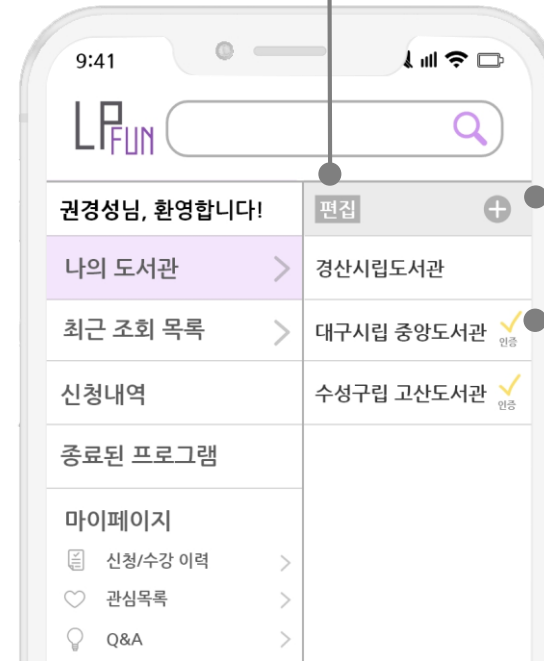 9:41
LPFUN
권경성님, 환영합니다!
편집
나의 도서관
경산시립도서관
최근 조회 목록
대구시립 중앙도서관
인증
신청내역
수성구립 고산도서관
인증
종료된 프로그램
마이페이지
신청/수강 이력
관심목록
Q&A